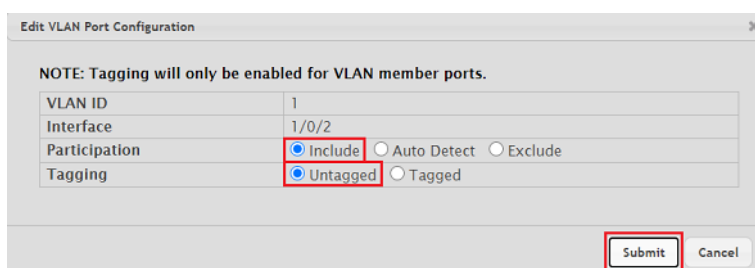 Edit VLAN Port Configuration
NOTE: Tagging will only be enabled for VLAN member ports.
VLAN ID 1
Interface 1/0/2
Participation Include Auto Detect Exclude
Tagging Untagged Tagged
Submit Cancel